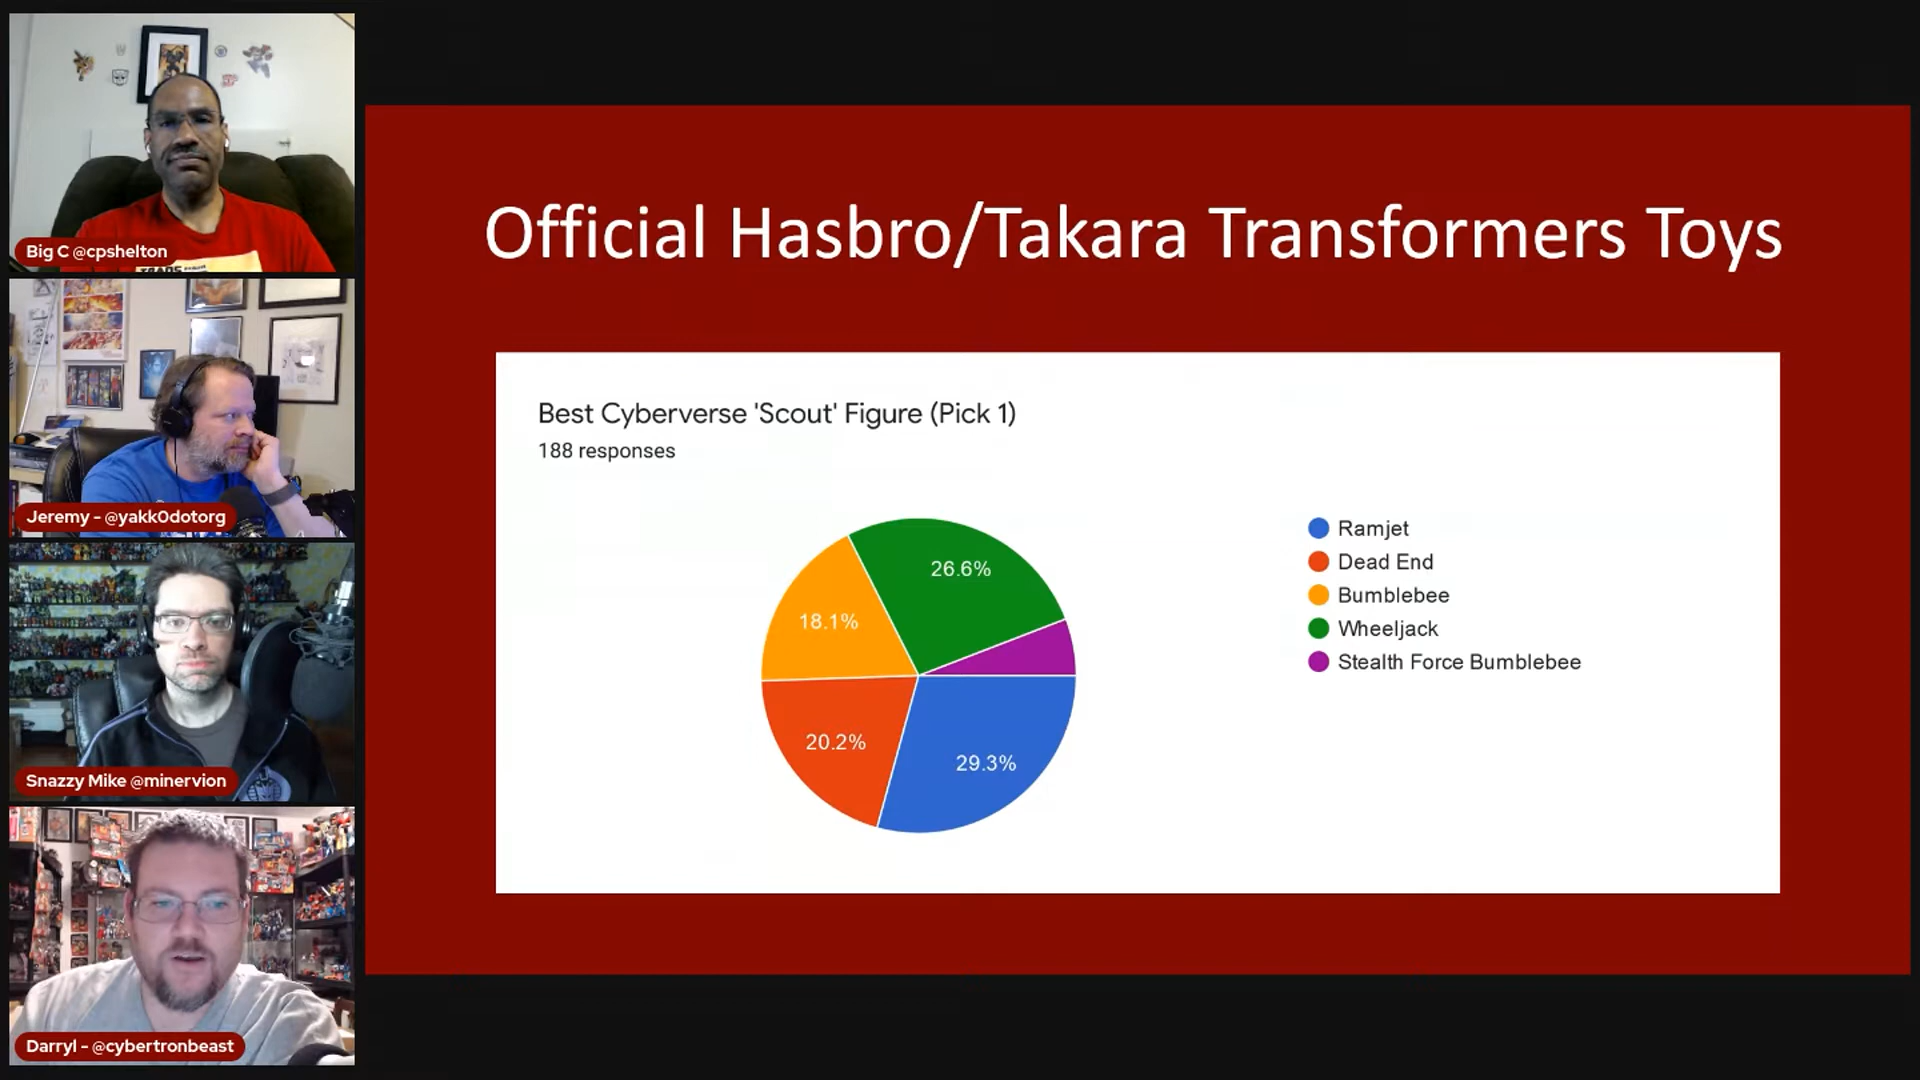 Big C @cpshelton
Jeremy - @yakk0dotorg
Snazzy Mike @minervion
Darryl - @cybertronbeast
Official Hasbro/Takara Transformers Toys
Best Cyberverse 'Scout' Figure (Pick 1)
188 responses
26.6%
18.1%
20.2%
29.3%
Ramjet
Dead End
Bumblebee
Wheeljack
Stealth Force Bumblebee